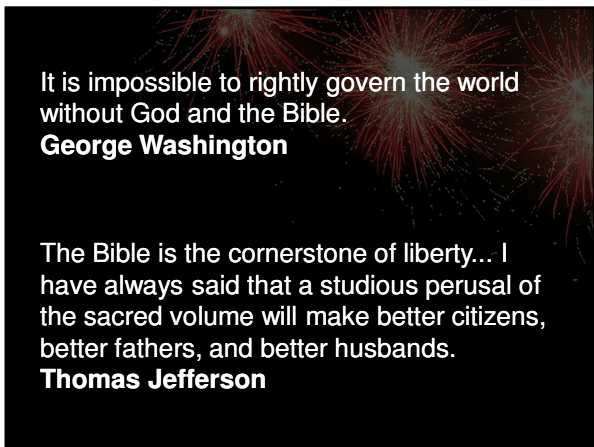 It is impossible to rightly govern the world
without God and the Bible.
George Washington
The Bible is the cornerstone of liberty... I
have always said that a studious perusal of
the sacred volume will make better citizens,
better fathers, and better husbands.
Thomas Jefferson